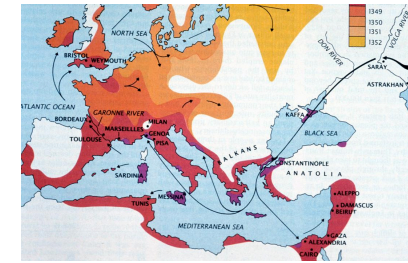 1349
1350
1351
1352
NORTH SEA
BRISTOL
WEYMOUTH
DON RIVER
VOLGA RIVER
SARAY
ASTRAKHAN
ATLANTIC OCEAN
GARONNE RIVER
BORDEAUX
MILAN
MARSEILLES
GENOA
TOULOUSE
PISA
KAFFA
BLACK SEA
BALKANS
CONSTANTINOPLE
ANATOLIA
SARDINIA
MESSINA
TUNIS
ALEPPO
DAMASCUS
BEIRUT
MEDITERRANEAN SEA
GAZA
ALEXANDRIA
CAIRO